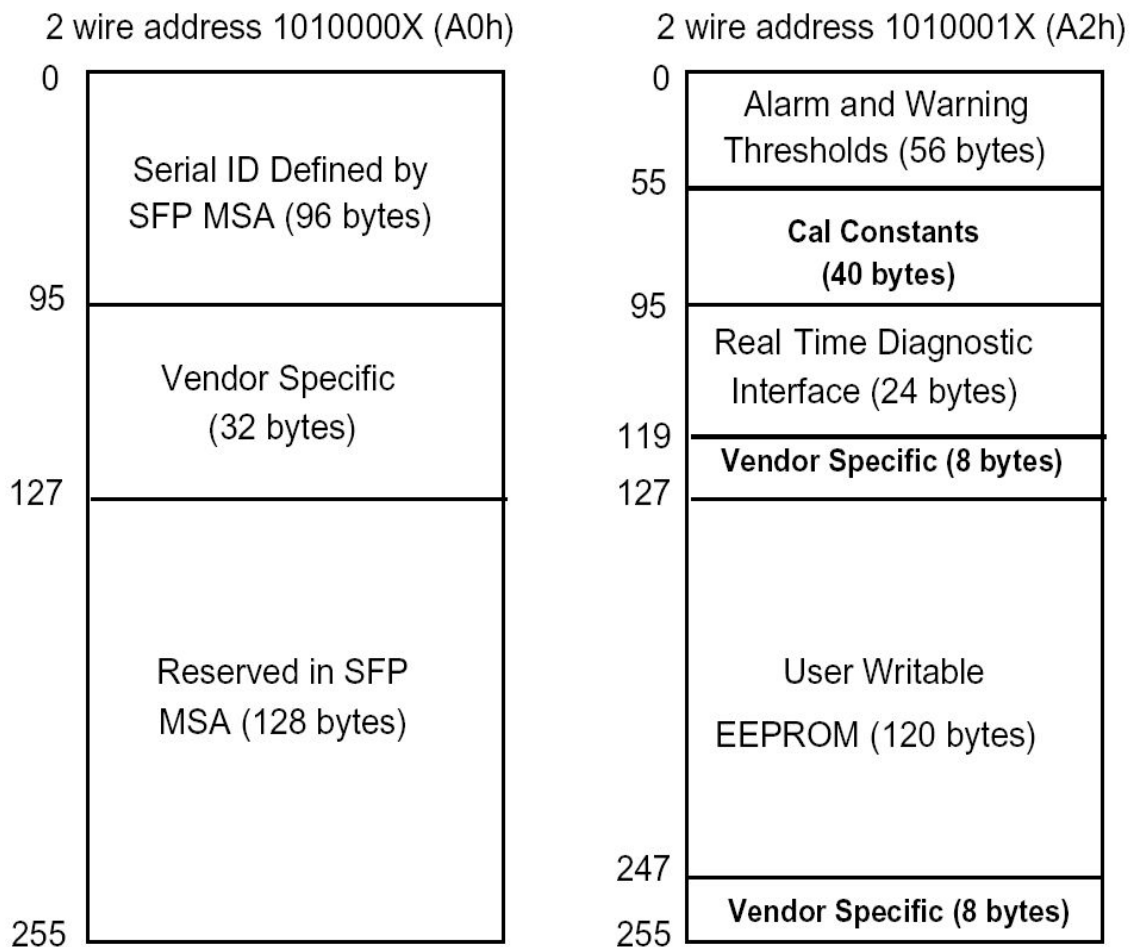 2 wire address 1010000X (A0h)
0
Serial ID Defined by
SFP MSA (96 bytes)
95
Vendor Specific
(32 bytes)
127
Reserved in SFP
MSA (128 bytes)
255
2 wire address 1010001X (A2h)
0
Alarm and Warning
Thresholds (56 bytes)
55
Cal Constants
(40 bytes)
95
Real Time Diagnostic
Interface (24 bytes)
119
Vendor Specific (8 bytes)
127
User Writable
EEPROM (120 bytes)
247
Vendor Specific (8 bytes)
255